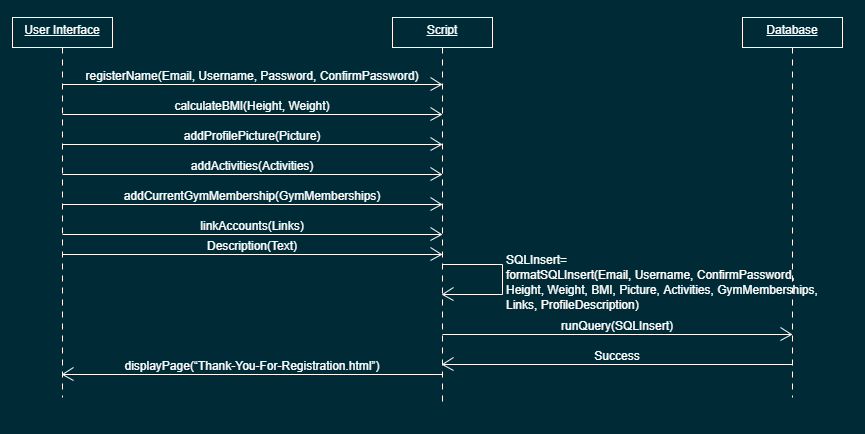 User Interface
Script
Database
registerName(Email, Username, Password, ConfirmPassword)
calculateBMI(Height, Weight)
addProfilePicture(Picture)
addActivities(Activities)
addCurrentGymMembership(GymMemberships)
linkAccounts(Links)
Description(Text)
SQLInsert=
formatSQLInsert(Email, Username, ConfirmPassword,
Height, Weight, BMI, Picture, Activities, GymMemberships,
Links, ProfileDescription)
runQuery(SQLInsert)
Success
displayPage(“Thank-You-For-Registration.html”)